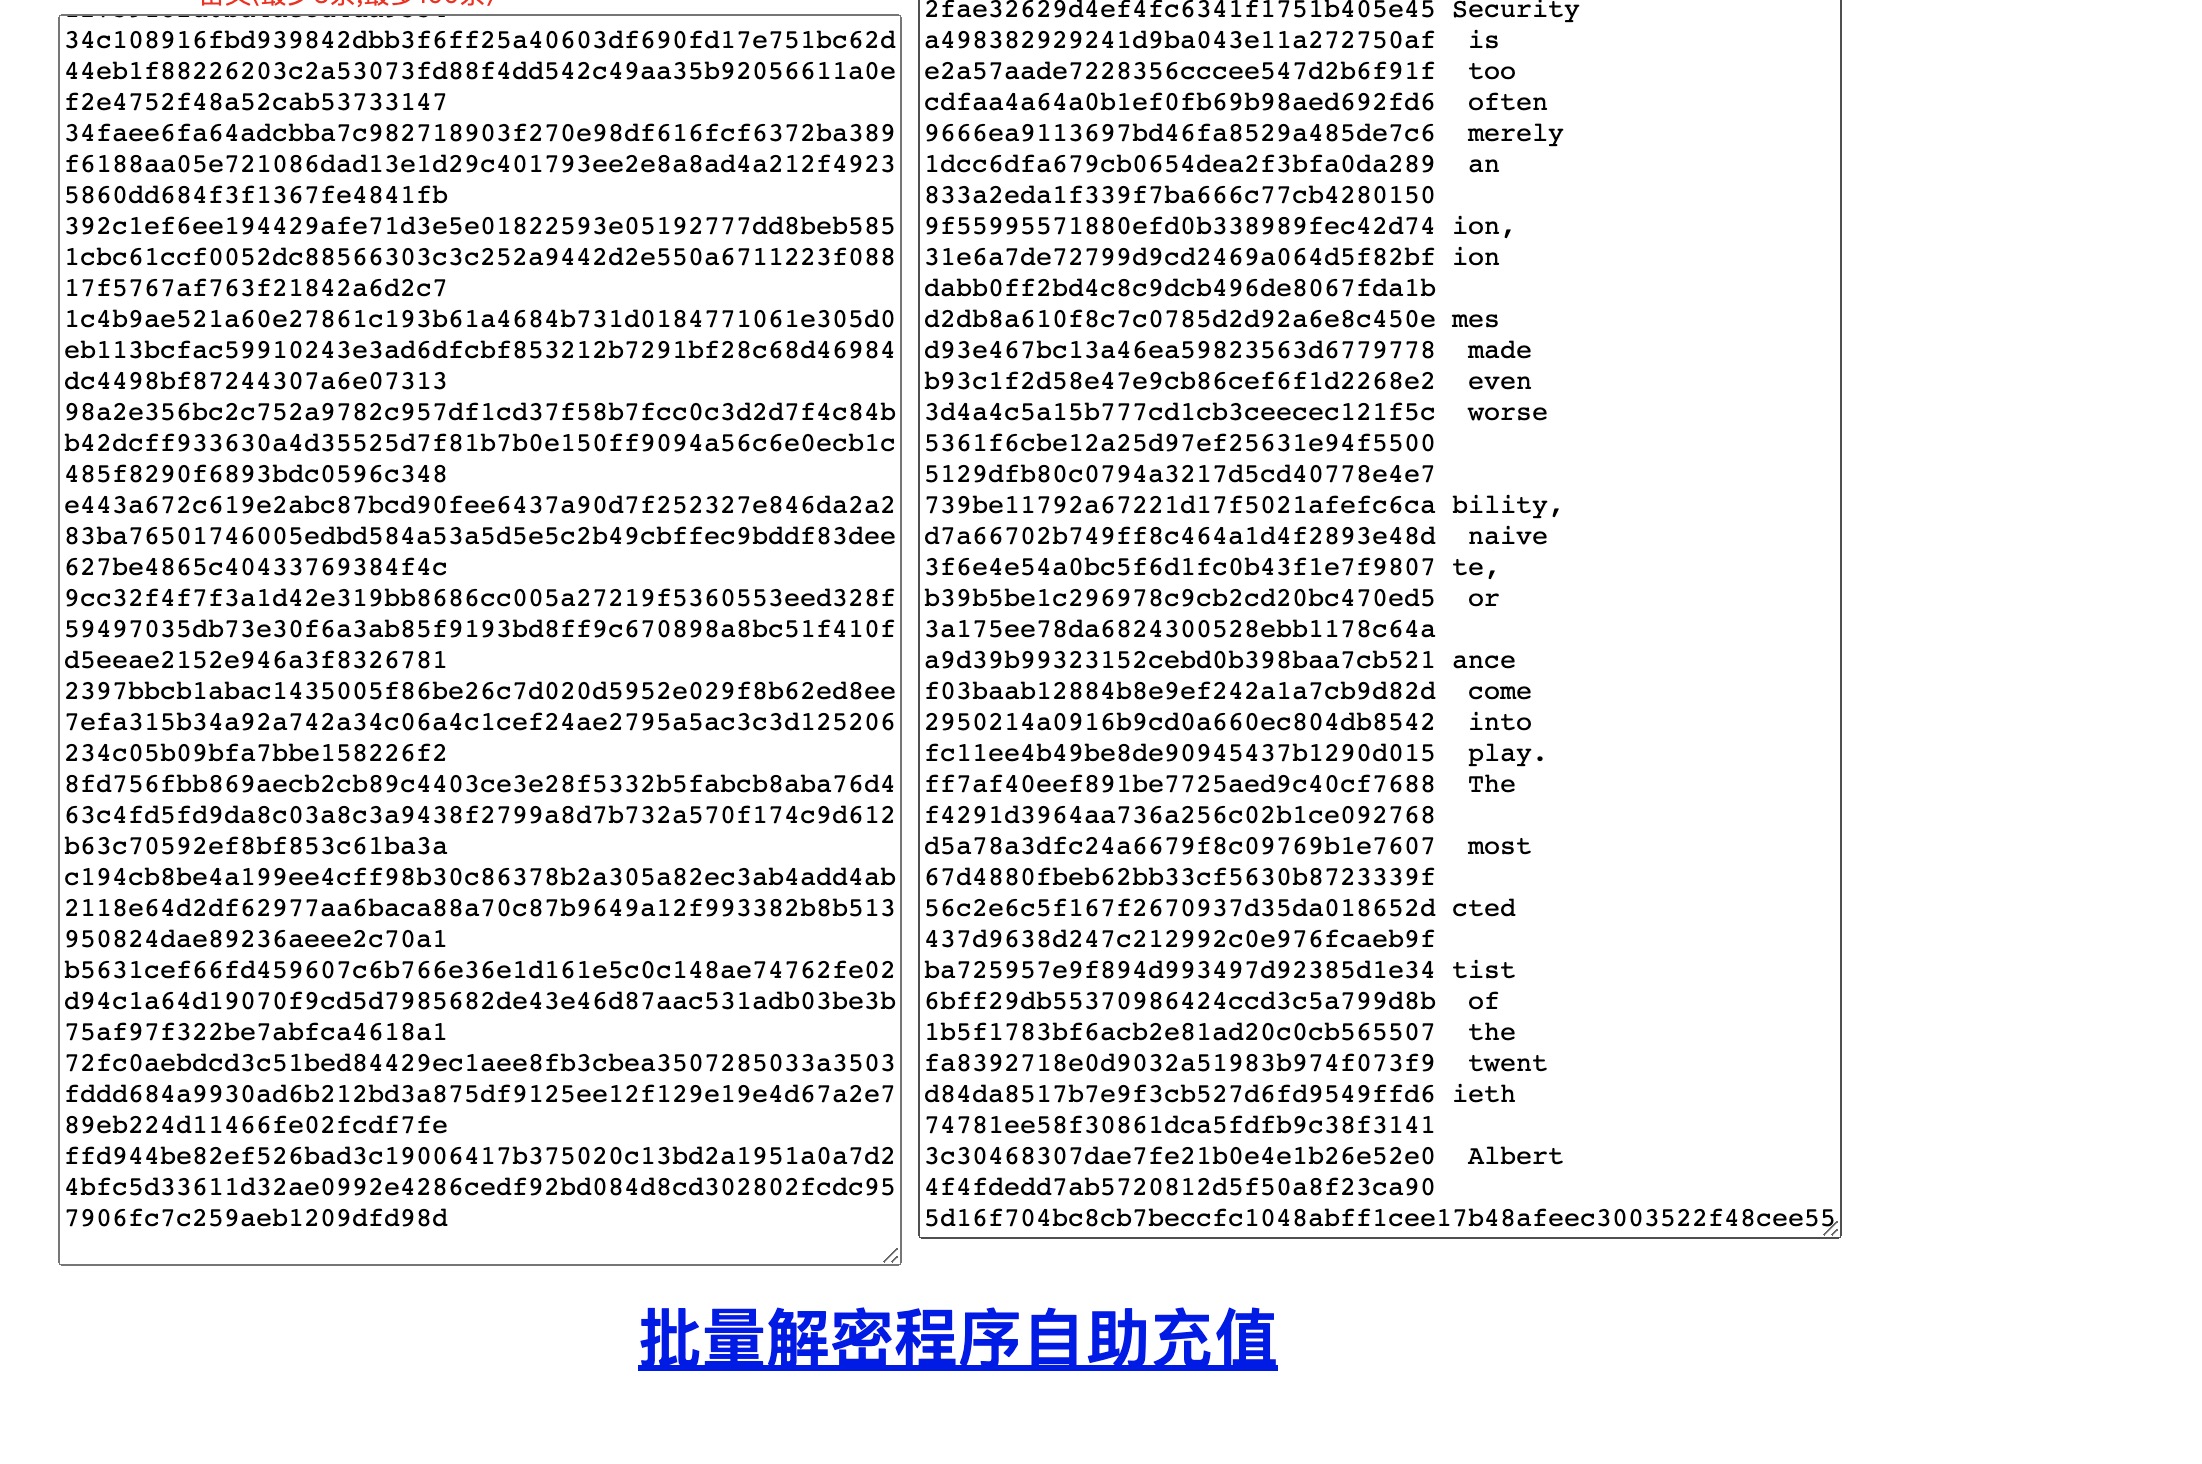 34c108916fbd939842dbb3f6ff25a40603df690fd17e751bc62d
44eb1f88226203c2a53073fd88f4dd542c49aa35b92056611a0e
f2e4752f48a52cab53733147
34faee6fa64adcbba7c982718903f270e98df616fcf6372ba389
f6188aa05e721086dad13e1d29c401793ee2e8a8ad4a212f4923
5860dd684f3f1367fe4841fb
392c1ef6ee194429afe71d3e5e01822593e05192777dd8beb585
1cbc61ccf0052dc88566303c3c252a9442d2e550a6711223f088
17f5767af763f21842a6d2c7
1c4b9ae521a60e27861c193b61a4684b731d0184771061e305d0
eb113bcfac59910243e3ad6dfcbf853212b7291bf28c68d46984
dc4498bf87244307a6e07313
98a2e356bc2c752a9782c957df1cd37f58b7fcc0c3d2d7f4c84b
b42dcff933630a4d35525d7f81b7b0e150ff9094a56c6e0ecb1c
485f8290f6893bdc0596c348
e443a672c619e2abc87bcd90fee6437a90d7f252327e846da2a2
83ba76501746005edbd584a53a5d5e5c2b49cbffec9bddf83dee
627be4865c40433769384f4c
9cc32f4f7f3a1d42e319bb8686cc005a27219f5360553eed328f
59497035db73e30f6a3ab85f9193bd8ff9c670898a8bc51f410f
d5eeae2152e946a3f8326781
2397bbcb1abac1435005f86be26c7d020d5952e029f8b62ed8ee
7efa315b34a92a742a34c06a4c1cef24ae2795a5ac3c3d125206
234c05b09bfa7bbe158226f2
8fd756fbb869aecb2cb89c4403ce3e28f5332b5fabcb8aba76d4
63c4fd5fd9da8c03a8c3a9438f2799a8d7b732a570f174c9d612
b63c70592ef8bf853c61ba3a
c194cb8be4a199ee4cff98b30c86378b2a305a82ec3ab4add4ab
2118e64d2df62977aa6baca88a70c87b9649a12f993382b8b513
950824dae89236aeee2c70a1
b5631cef66fd459607c6b766e36e1d161e5c0c148ae74762fe02
d94c1a64d19070f9cd5d7985682de43e46d87aac531adb03be3b
75af97f322be7abfca4618a1
72fc0aebdcd3c51bed84429ec1aee8fb3cbea3507285033a3503
fddd684a9930ad6b212bd3a875df9125ee12f129e19e4d67a2e7
89eb224d11466fe02fcdf7fe
ffd944be82ef526bad3c19006417b375020c13bd2a1951a0a7d2
4bfc5d33611d32ae0992e4286cedf92bd084d8cd302802fcdc95
7906fc7c259aeb1209dfd98d
2fae32629d4ef4fc6341f1751b405e45 Security
a498382929241d9ba043e11a272750af  is
e2a57aade7228356cccee547d2b6f91f  too
cdfaa4a64a0b1ef0fb69b98aed692fd6  often
9666ea9113697bd46fa8529a485de7c6  merely
1dcc6dfa679cb0654dea2f3bfa0da289  an
833a2eda1f339f7ba666c77cb4280150
9f55995571880efd0b338989fec42d74 ion,
31e6a7de72799d9cd2469a064d5f82bf ion
dabb0ff2bd4c8c9dcb496de8067fda1b
d2db8a610f8c7c0785d2d92a6e8c450e mes
d93e467bc13a46ea59823563d6779778  made
b93c1f2d58e47e9cb86cef6f1d2268e2  even
3d4a4c5a15b777cd1cb3ceecec121f5c  worse
5361f6cbe12a25d97ef25631e94f5500
5129dfb80c0794a3217d5cd40778e4e7
739be11792a67221d17f5021afefc6ca bility,
d7a66702b749ff8c464a1d4f2893e48d  naive
3f6e4e54a0bc5f6d1fc0b43f1e7f9807 te,
b39b5be1c296978c9cb2cd20bc470ed5  or
3a175ee78da6824300528ebb1178c64a
a9d39b99323152cebd0b398baa7cb521 ance
f03baab12884b8e9ef242a1a7cb9d82d  come
2950214a0916b9cd0a660ec804db8542  into
fc11ee4b49be8de90945437b1290d015  play.
ff7af40eef891be7725aed9c40cf7688  The
f4291d3964aa736a256c02b1ce092768
d5a78a3dfc24a6679f8c09769b1e7607  most
67d4880fbeb62bb33cf5630b8723339f
56c2e6c5f167f2670937d35da018652d cted
437d9638d247c212992c0e976fcaeb9f
ba725957e9f894d993497d92385d1e34 tist
6bff29db55370986424ccd3c5a799d8b  of
1b5f1783bf6acb2e81ad20c0cb565507  the
fa8392718e0d9032a51983b974f073f9  twent
d84da8517b7e9f3cb527d6fd9549ffd6 ieth
74781ee58f30861dca5fdfb9c38f3141
3c30468307dae7fe21b0e4e1b26e52e0  Albert
4f4fdedd7ab5720812d5f50a8f23ca90
5d16f704bc8cb7beccfc1048abff1cee17b48afeec3003522f48cee55
批量解密程序自助充值